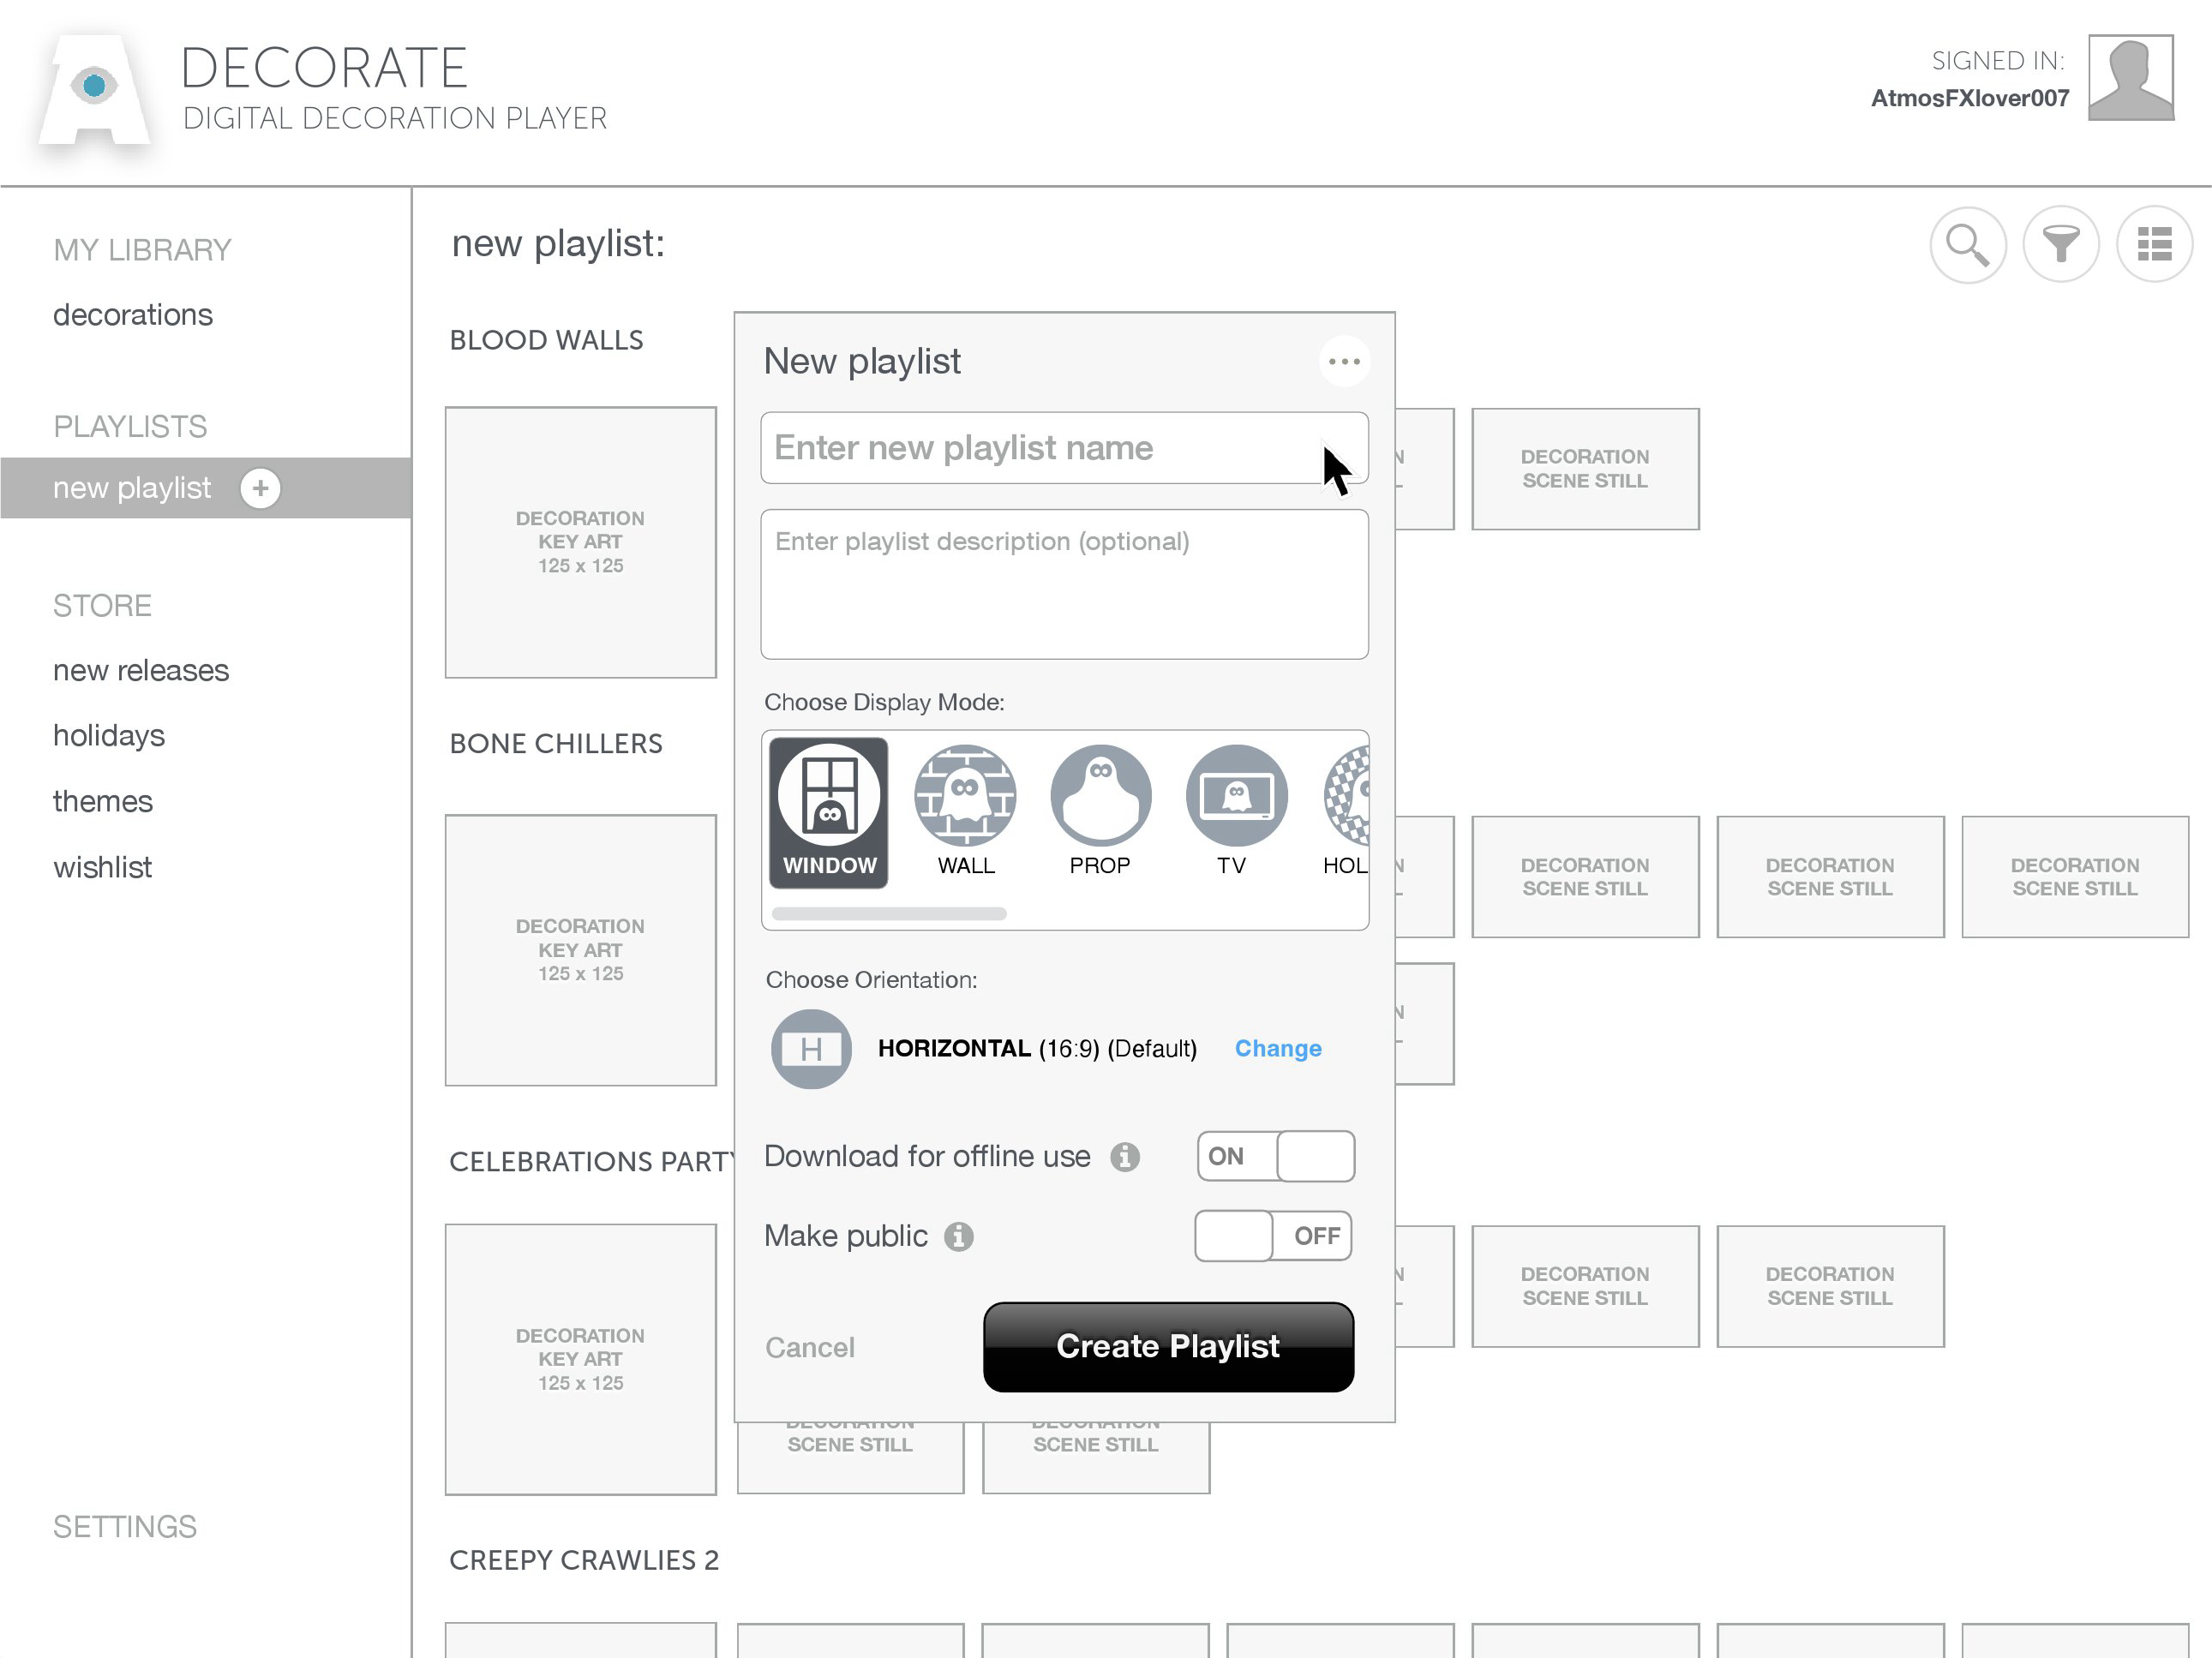 DECORATE
DIGITAL DECORATION PLAYER
SIGNED IN:
AtmosFXlover007
MY LIBRARY
decorations
PLAYLISTS
new playlist +
STORE
new releases
holidays
themes
wishlist
SETTINGS
new playlist:
BLOOD WALLS
DECORATION
KEY ART
125 x 125
DECORATION
SCENE STILL
BONE CHILLERS
DECORATION
KEY ART
125 x 125
DECORATION
SCENE STILL
DECORATION
SCENE STILL
DECORATION
SCENE STILL
CELEBRATIONS PARTY
DECORATION
KEY ART
125 x 125
DECORATION
SCENE STILL
DECORATION
SCENE STILL
DECORATION
SCENE STILL
DECORATION
SCENE STILL
CREEPY CRAWLIES 2
New playlist
Enter new playlist name
Enter playlist description (optional)
Choose Display Mode:
WINDOW
WALL
PROP
TV
HOL
Choose Orientation:
H
HORIZONTAL (16:9) (Default) Change
Download for offline use
ON
Make public
OFF
Cancel
Create Playlist